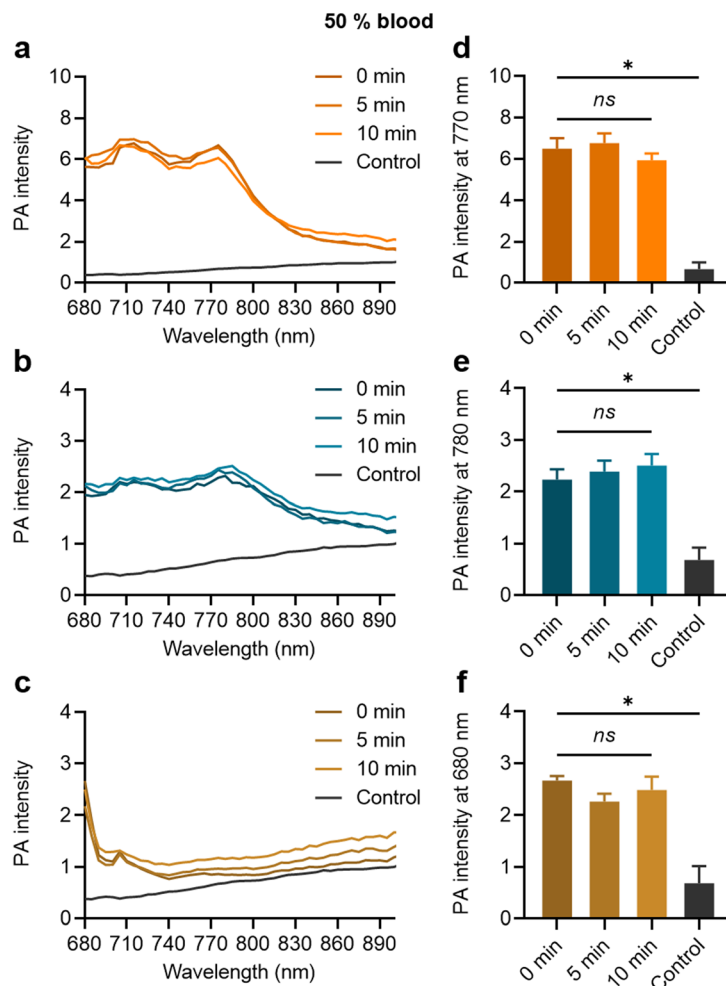 50 % blood
a
10
8
6
4
2
0
PA intensity
680 710 740 770 800 830 860 890
Wavelength (nm)
0 min
5 min
10 min
Control
d
10
8
6
4
2
0
PA intensity at 770 nm
*
ns
0 min
5 min
10 min
Control
b
4
3
2
1
0
PA intensity
680 710 740 770 800 830 860 890
Wavelength (nm)
0 min
5 min
10 min
Control
e
4
3
2
1
0
PA intensity at 780 nm
*
ns
0 min
5 min
10 min
Control
c
4
3
2
1
0
PA intensity
680 710 740 770 800 830 860 890
Wavelength (nm)
0 min
5 min
10 min
Control
f
4
3
2
1
0
PA intensity at 680 nm
*
ns
0 min
5 min
10 min
Control